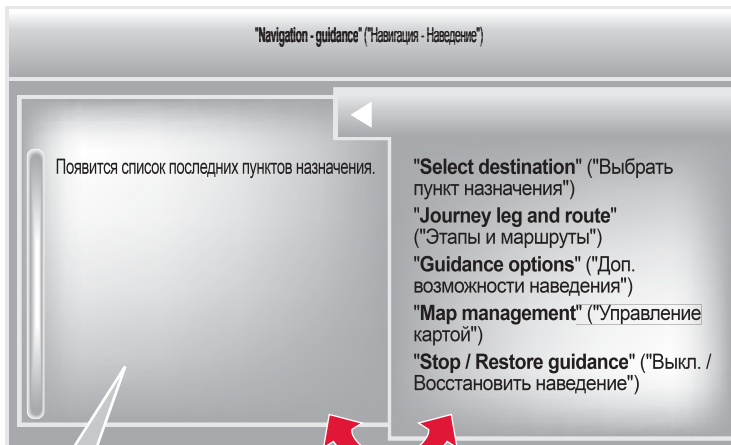 "Navigation - guidance" ("Навигация - Наведение")
Появится список последних пунктов назначения.
"Select destination" ("Выбрать
пункт назначения")
"Journey leg and route"
("Этапы и маршруты")
"Guidance options" ("Доп.
возможности наведения")
"Map management" ("Управление
картой")
"Stop / Restore guidance" ("Выкл. /
Восстановить наведение")